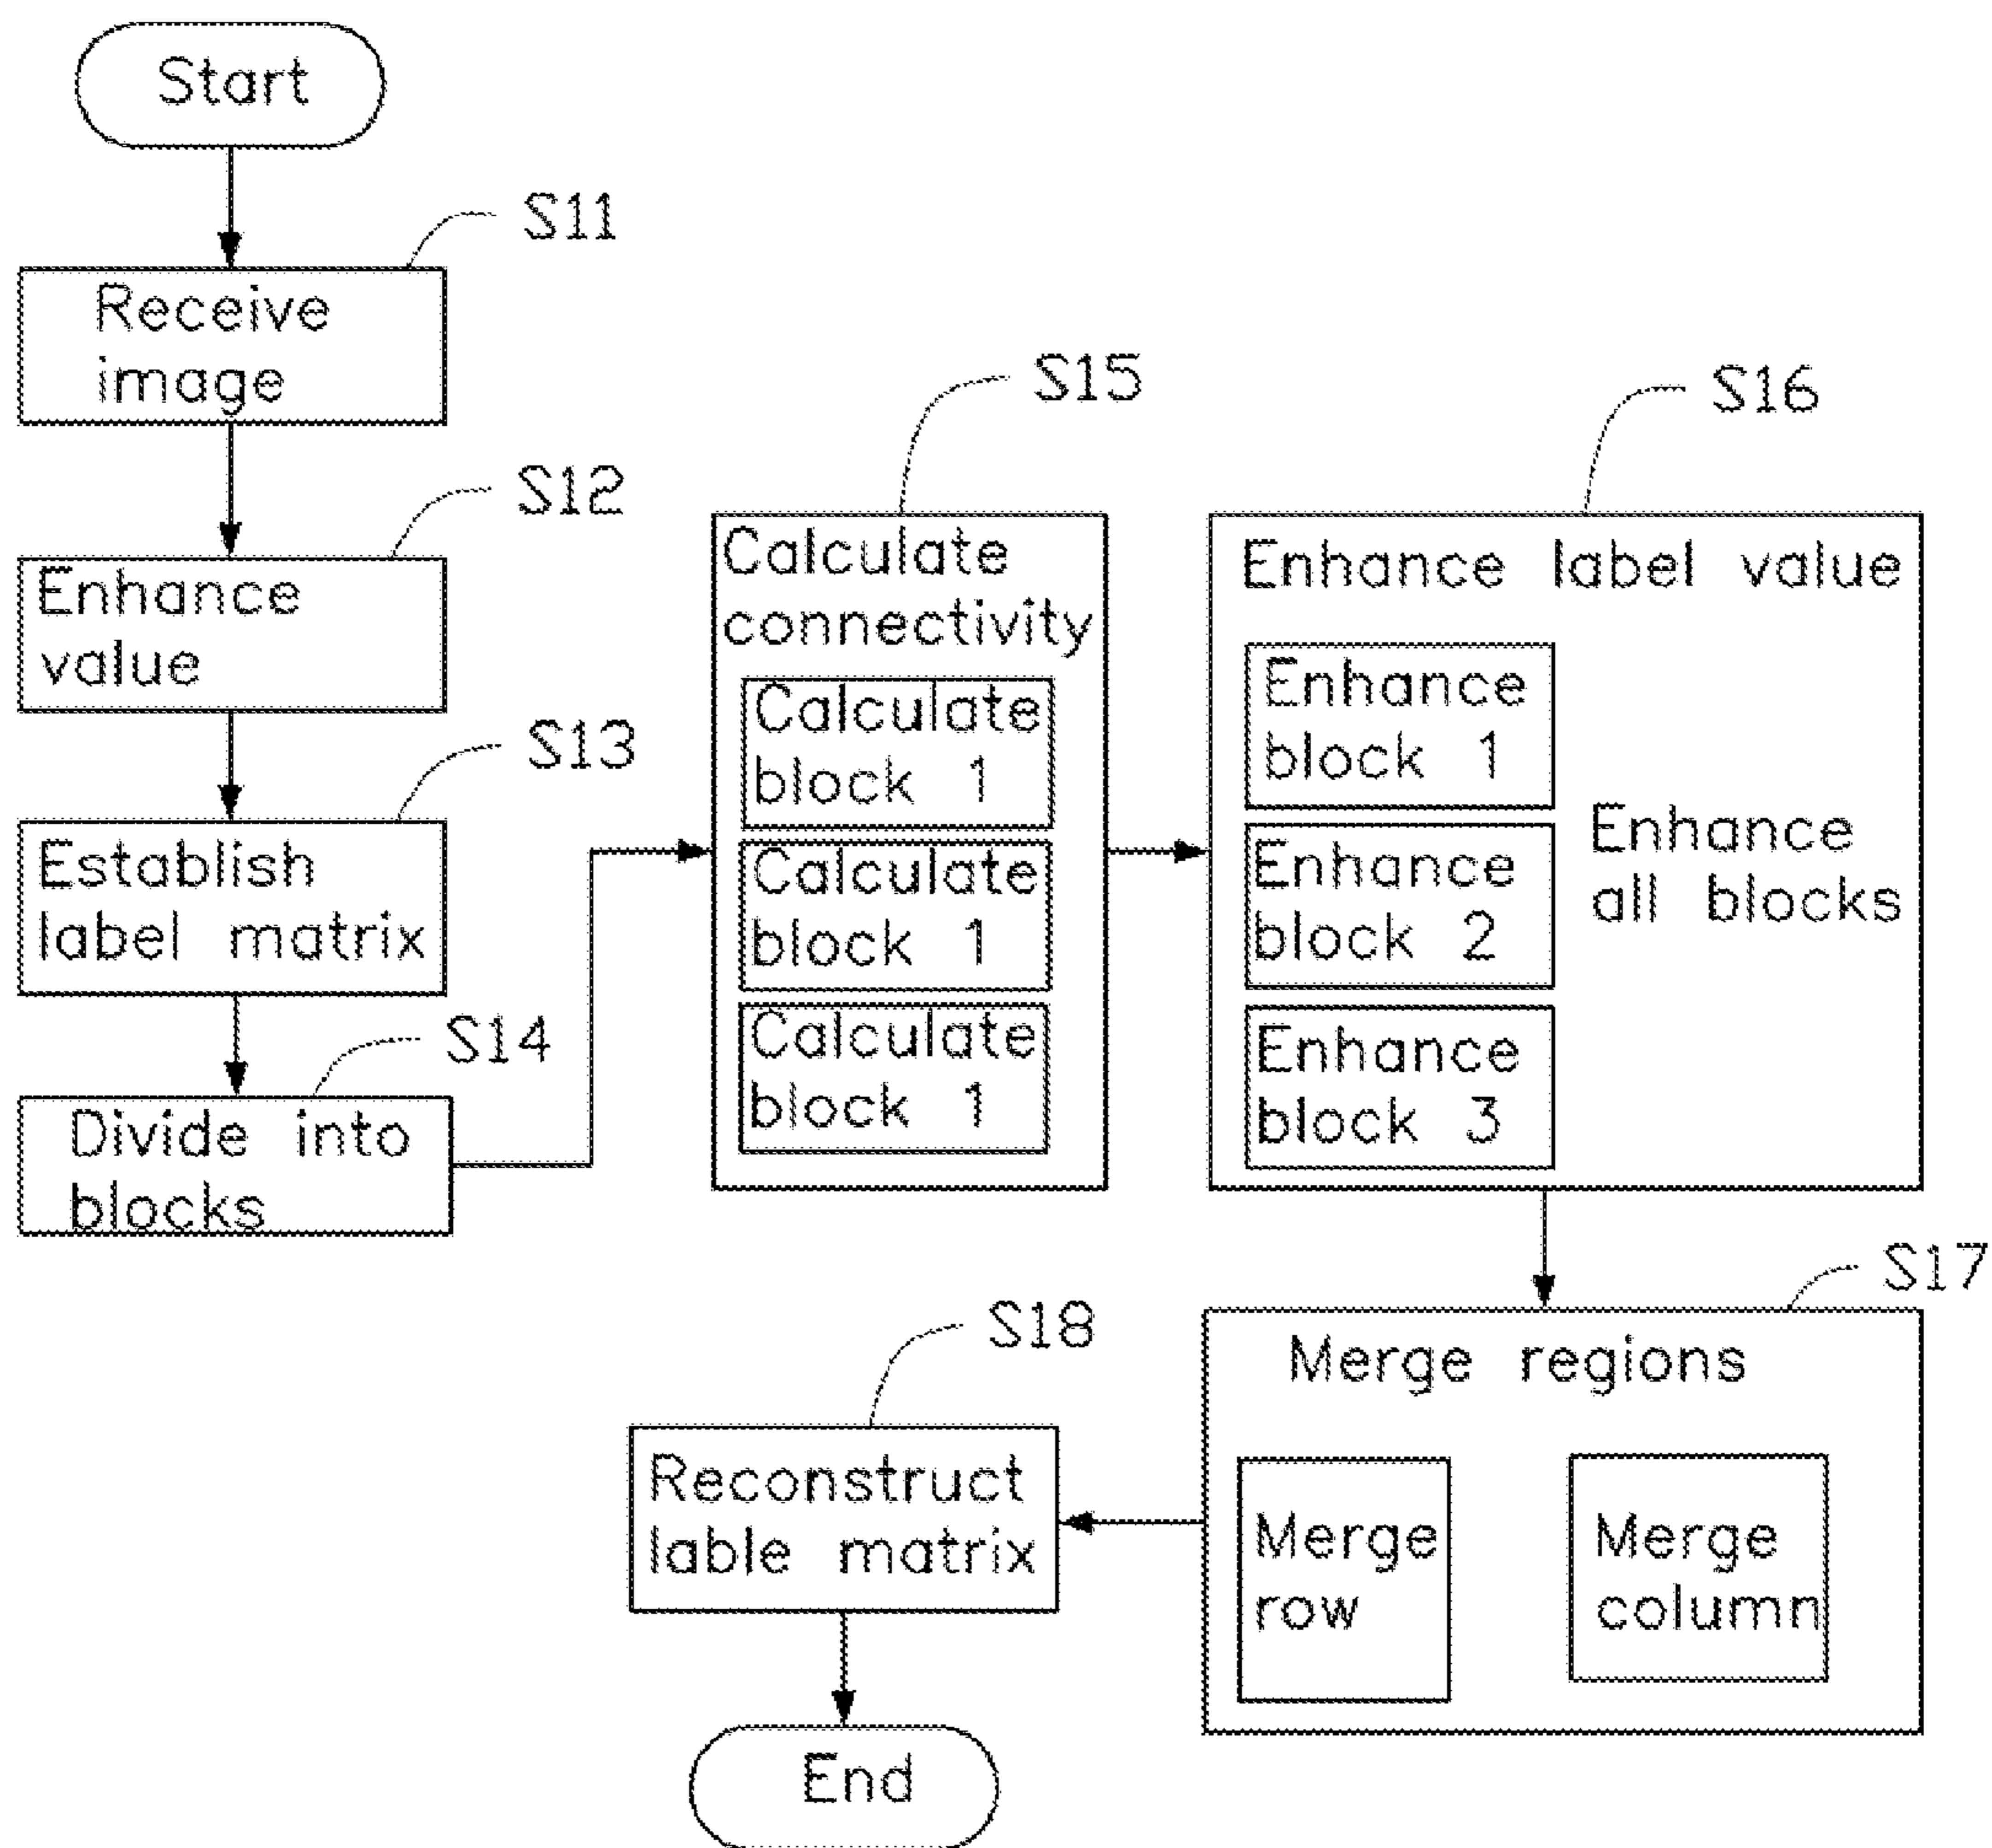 Start
S11
Receive
image
S12
Enhance
value
S13
Establish
label matrix
S14
Divide into
blocks
S15
Calculate
connectivity
Calculate
block 1
Calculate
block 1
Calculate
block 1
S16
Enhance label value
Enhance
block 1
Enhance
block 2
Enhance
block 3
Enhance
all blocks
S17
Merge regions
Merge
row
Merge
column
S18
Reconstruct
lable matrix
End